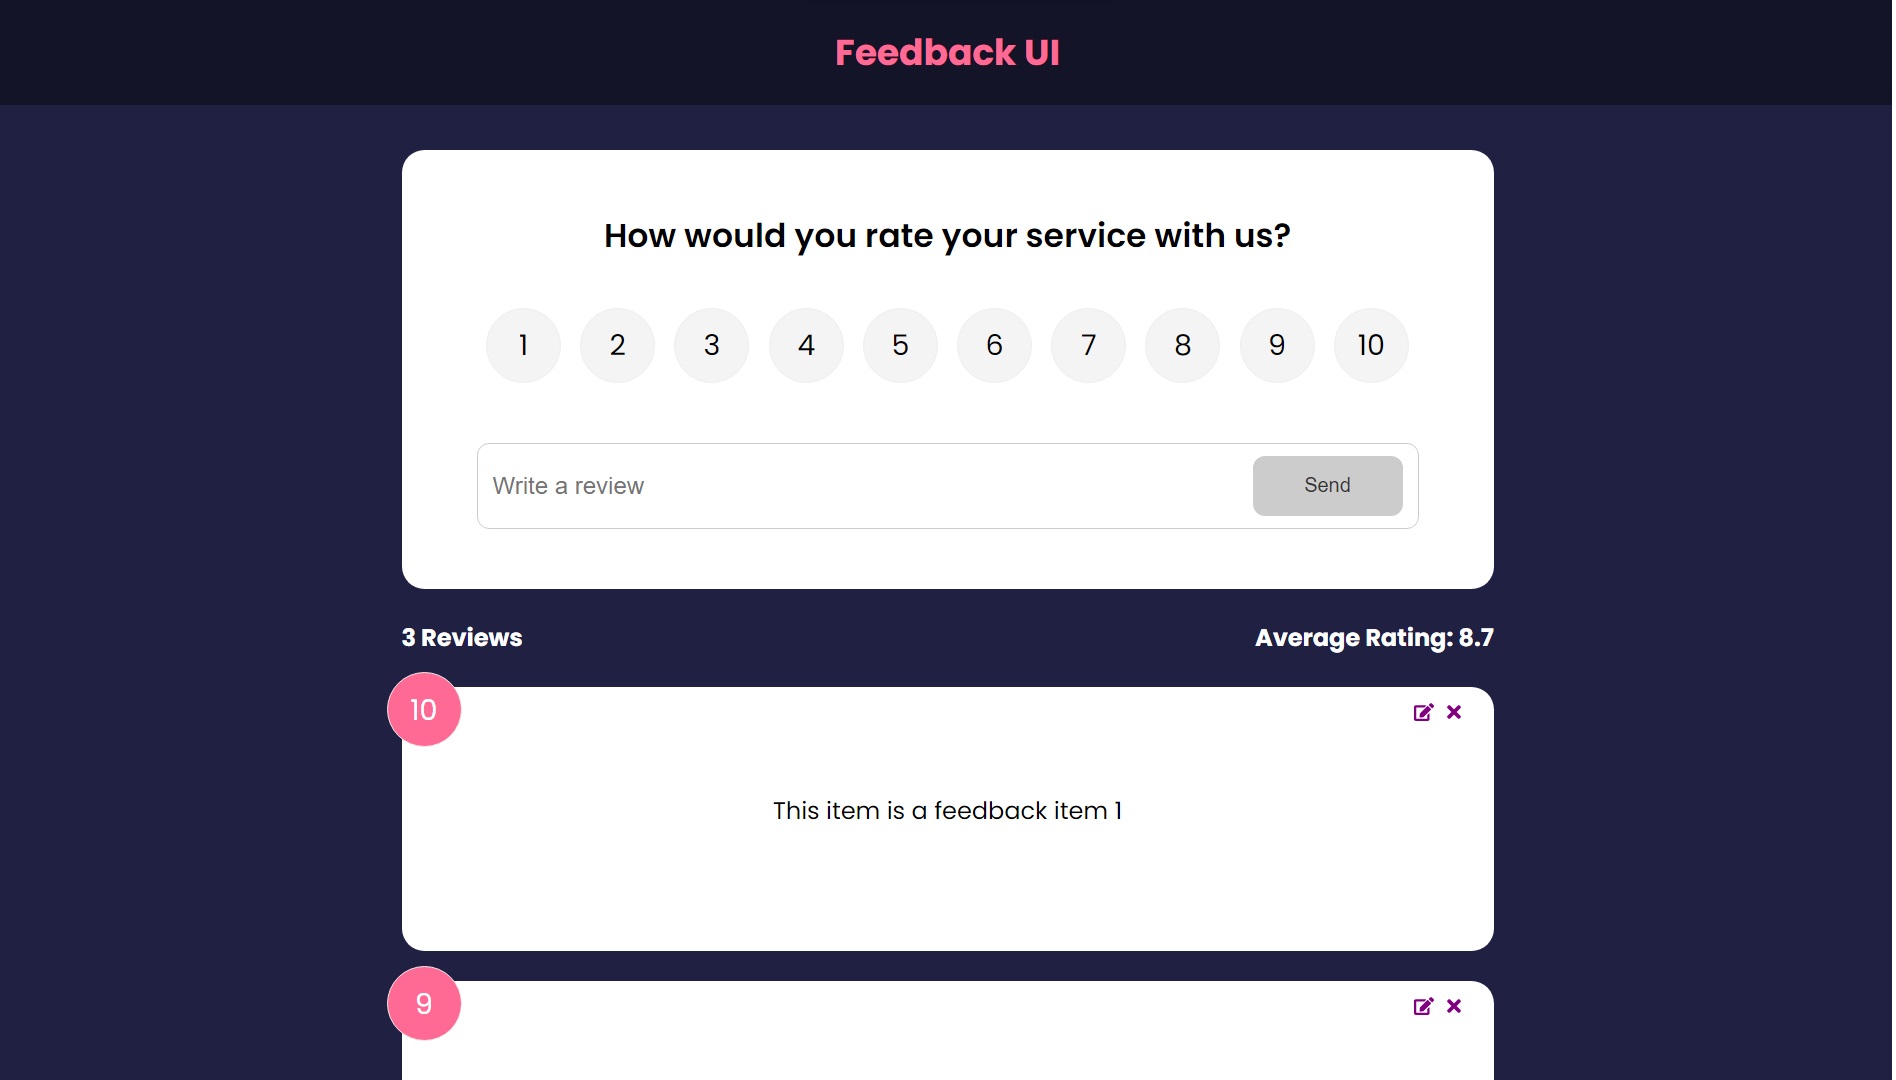 Feedback UI
How would you rate your service with us?
1 2 3 4 5 6 7 8 9 10
Write a review Send
3 Reviews Average Rating: 8.7
10
This item is a feedback item 1
9